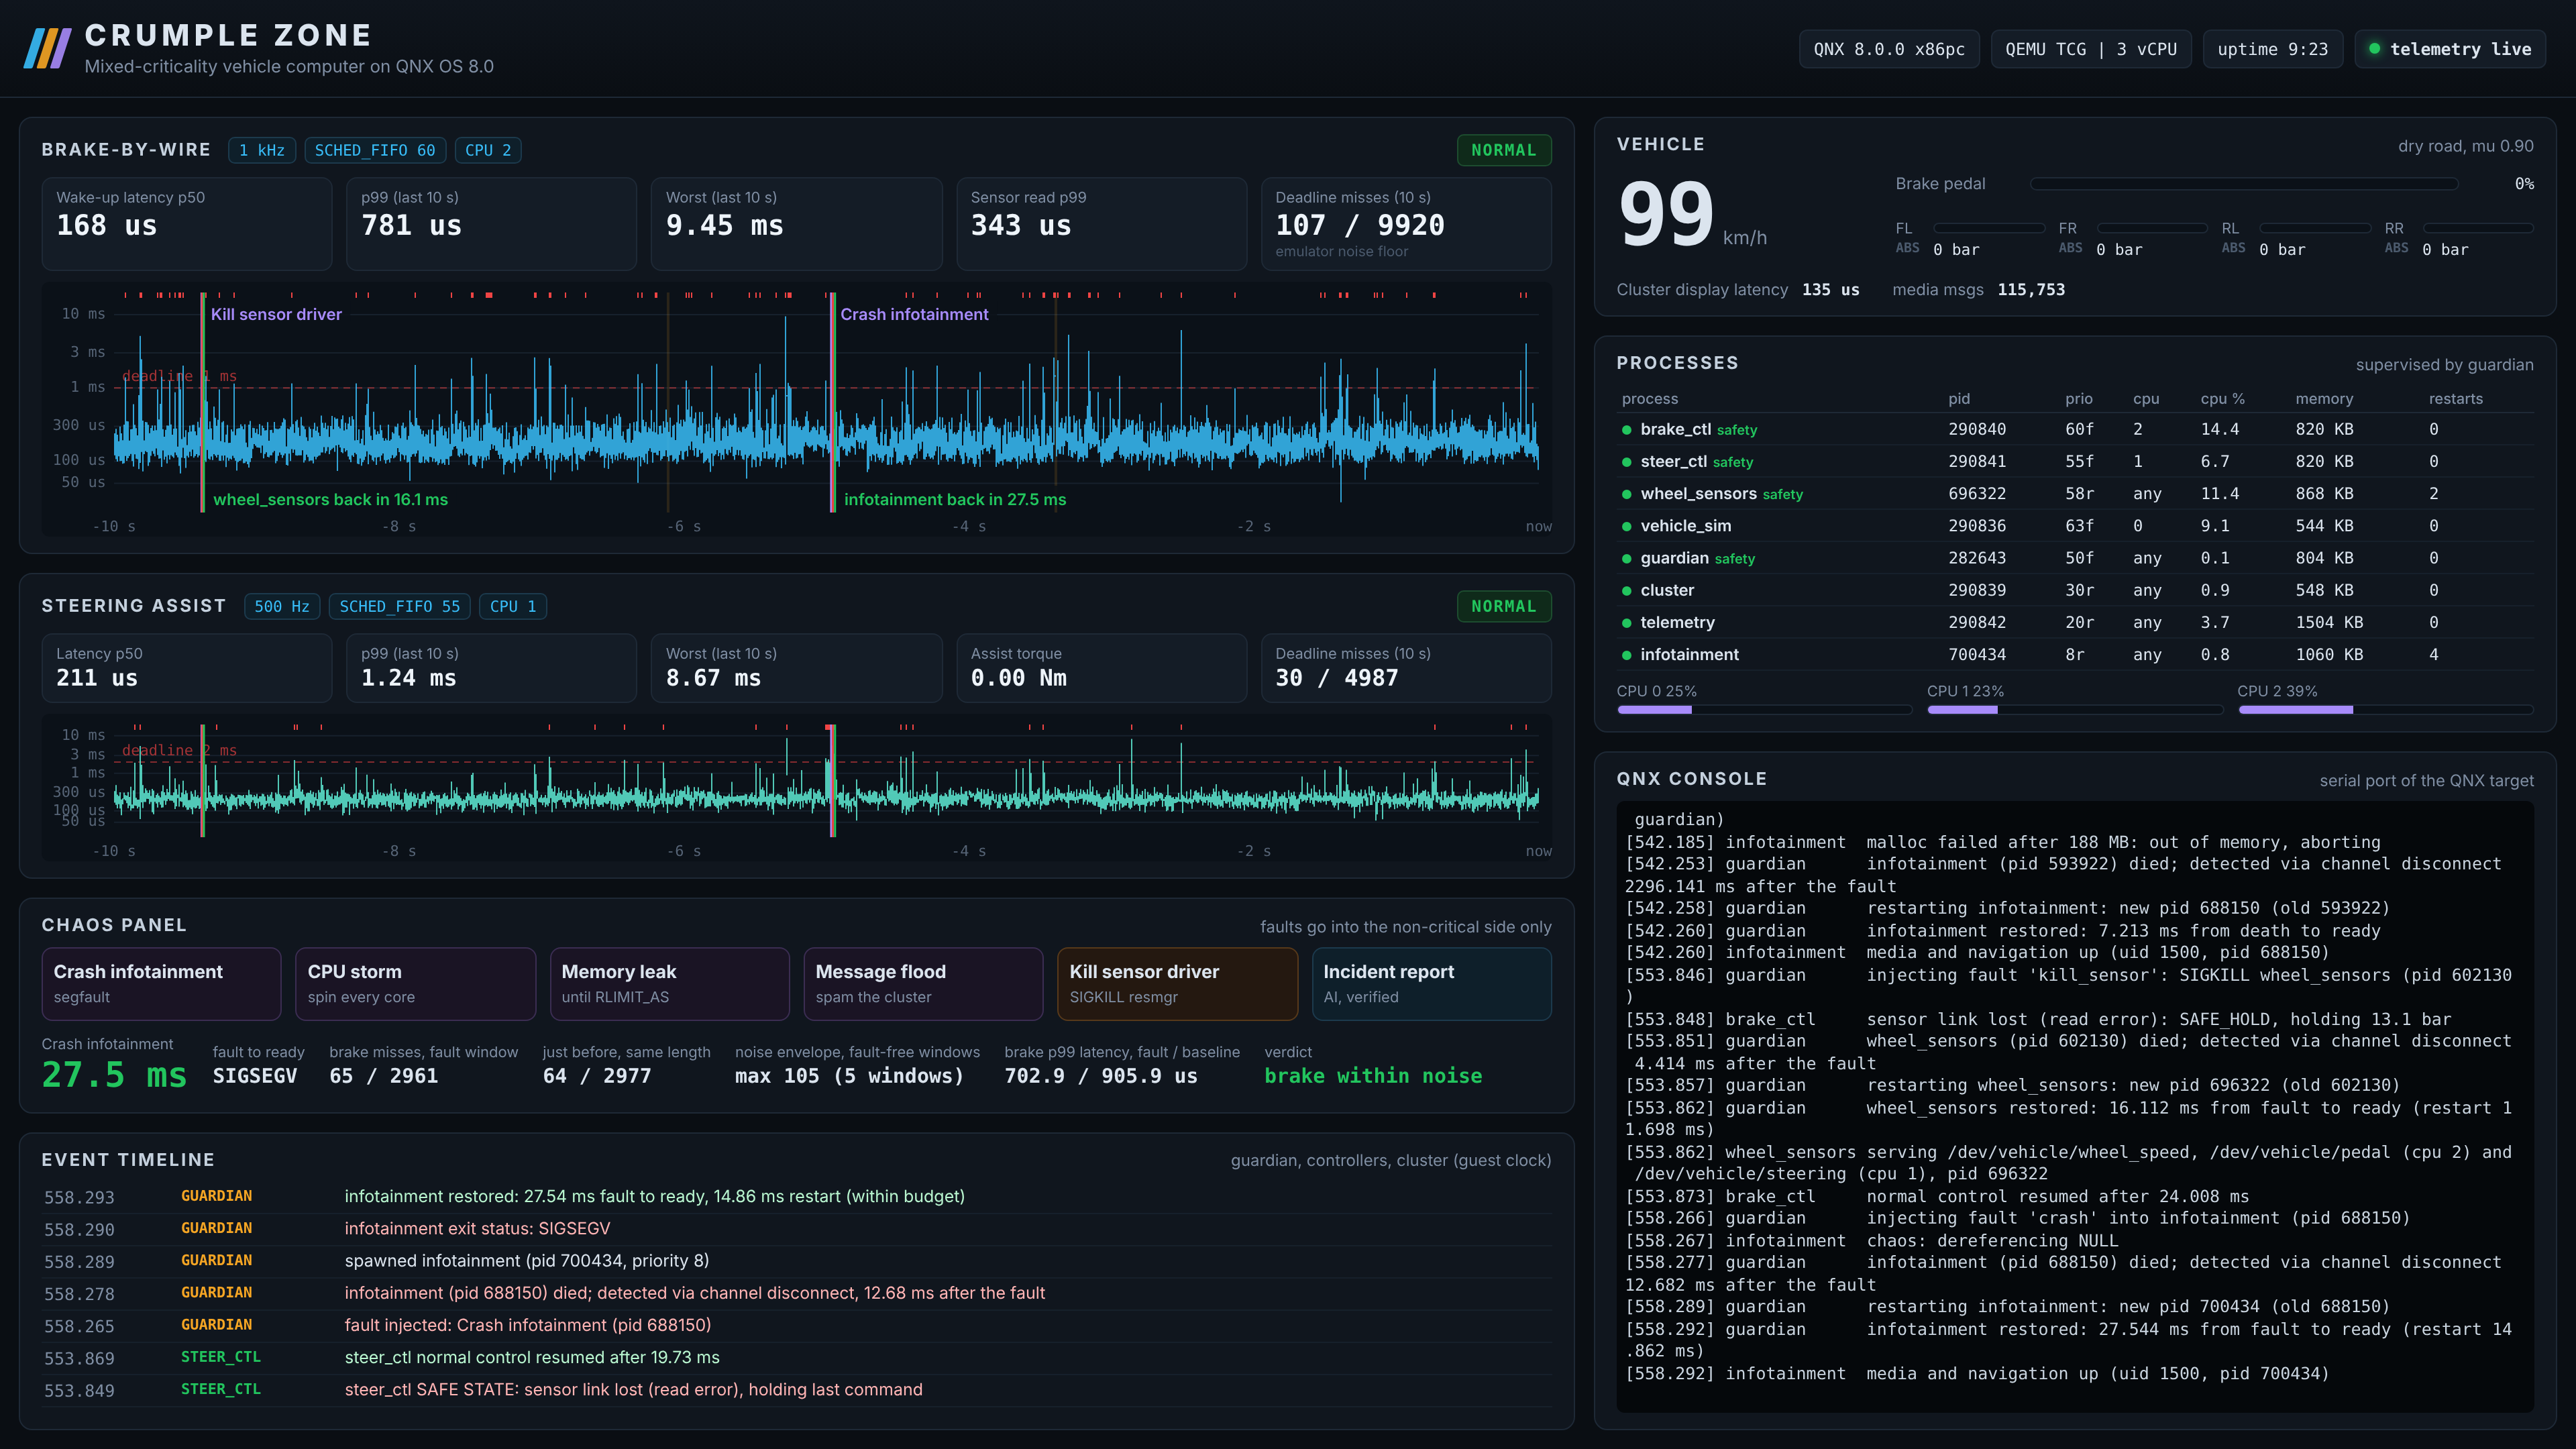 CRUMPLE ZONE
Mixed-criticality vehicle computer on QNX OS 8.0
QNX 8.0.0 x86pc
QEMU TCG | 3 vCPU
uptime 9:23
telemetry live
BRAKE-BY-WIRE 1 kHz SCHED_FIFO 60 CPU 2 NORMAL
Wake-up latency p50
168 us
p99 (last 10 s)
781 us
Worst (last 10 s)
9.45 ms
Sensor read p99
343 us
Deadline misses (10 s)
107 / 9920
emulator noise floor
10 ms
3 ms
1 ms
300 us
100 us
50 us
Kill sensor driver
Crash infotainment
deadline 1 ms
wheel_sensors back in 16.1 ms
infotainment back in 27.5 ms
-10 s -8 s -6 s -4 s -2 s now
STEERING ASSIST 500 Hz SCHED_FIFO 55 CPU 1 NORMAL
Latency p50
211 us
p99 (last 10 s)
1.24 ms
Worst (last 10 s)
8.67 ms
Assist torque
0.00 Nm
Deadline misses (10 s)
30 / 4987
10 ms
3 ms
1 ms
300 us
100 us
50 us
deadline 2 ms
-10 s -8 s -6 s -4 s -2 s now
CHAOS PANEL
faults go into the non-critical side only
Crash infotainment
segfault
CPU storm
spin every core
Memory leak
until RLIMIT_AS
Message flood
spam the cluster
Kill sensor driver
SIGKILL resmgr
Incident report
AI, verified
Crash infotainment
27.5 ms
fault to ready
SIGSEGV
brake misses, fault window
65 / 2961
just before, same length
64 / 2977
noise envelope, fault-free windows
max 105 (5 windows)
brake p99 latency, fault / baseline
702.9 / 905.9 us
verdict
brake within noise
EVENT TIMELINE
guardian, controllers, cluster (guest clock)
558.293 GUARDIAN infotainment restored: 27.54 ms fault to ready, 14.86 ms restart (within budget)
558.290 GUARDIAN infotainment exit status: SIGSEGV
558.289 GUARDIAN spawned infotainment (pid 700434, priority 8)
558.278 GUARDIAN infotainment (pid 688150) died; detected via channel disconnect, 12.68 ms after the fault
558.265 GUARDIAN fault injected: Crash infotainment (pid 688150)
553.869 STEER_CTL steer_ctl normal control resumed after 19.73 ms
553.849 STEER_CTL steer_ctl SAFE STATE: sensor link lost (read error), holding last command
VEHICLE
dry road, mu 0.90
99 km/h
Brake pedal 0%
FL FR RL RR
ABS 0 bar ABS 0 bar ABS 0 bar ABS 0 bar
Cluster display latency 135 us media msgs 115,753
PROCESSES
supervised by guardian
process pid prio cpu cpu % memory restarts
brake_ctl safety 290840 60f 2 14.4 820 KB 0
steer_ctl safety 290841 55f 1 6.7 820 KB 0
wheel_sensors safety 696322 58r any 11.4 868 KB 2
vehicle_sim 290836 63f 0 9.1 544 KB 0
guardian safety 282643 50f any 0.1 804 KB 0
cluster 290839 30r any 0.9 548 KB 0
telemetry 290842 20r any 3.7 1504 KB 0
infotainment 700434 8r any 0.8 1060 KB 4
CPU 0 25% CPU 1 23% CPU 2 39%
QNX CONSOLE
serial port of the QNX target
guardian)
[542.185] infotainment malloc failed after 188 MB: out of memory, aborting
[542.253] guardian infotainment (pid 593922) died; detected via channel disconnect
2296.141 ms after the fault
[542.258] guardian restarting infotainment: new pid 688150 (old 593922)
[542.260] guardian infotainment restored: 7.213 ms from death to ready
[542.260] infotainment media and navigation up (uid 1500, pid 688150)
[553.846] guardian injecting fault 'kill_sensor': SIGKILL wheel_sensors (pid 602130
)
[553.848] brake_ctl sensor link lost (read error): SAFE_HOLD, holding 13.1 bar
[553.851] guardian wheel_sensors (pid 602130) died; detected via channel disconnect
4.414 ms after the fault
[553.857] guardian restarting wheel_sensors: new pid 696322 (old 602130)
[553.862] guardian wheel_sensors restored: 16.112 ms from fault to ready (restart 1
1.698 ms)
[553.862] wheel_sensors serving /dev/vehicle/wheel_speed, /dev/vehicle/pedal (cpu 2) and
/dev/vehicle/steering (cpu 1), pid 696322
[553.873] brake_ctl normal control resumed after 24.008 ms
[558.266] guardian injecting fault 'crash' into infotainment (pid 688150)
[558.267] infotainment chaos: dereferencing NULL
[558.277] guardian infotainment (pid 688150) died; detected via channel disconnect
12.682 ms after the fault
[558.289] guardian restarting infotainment: new pid 700434 (old 688150)
[558.292] guardian infotainment restored: 27.544 ms from fault to ready (restart 14
.862 ms)
[558.292] infotainment media and navigation up (uid 1500, pid 700434)